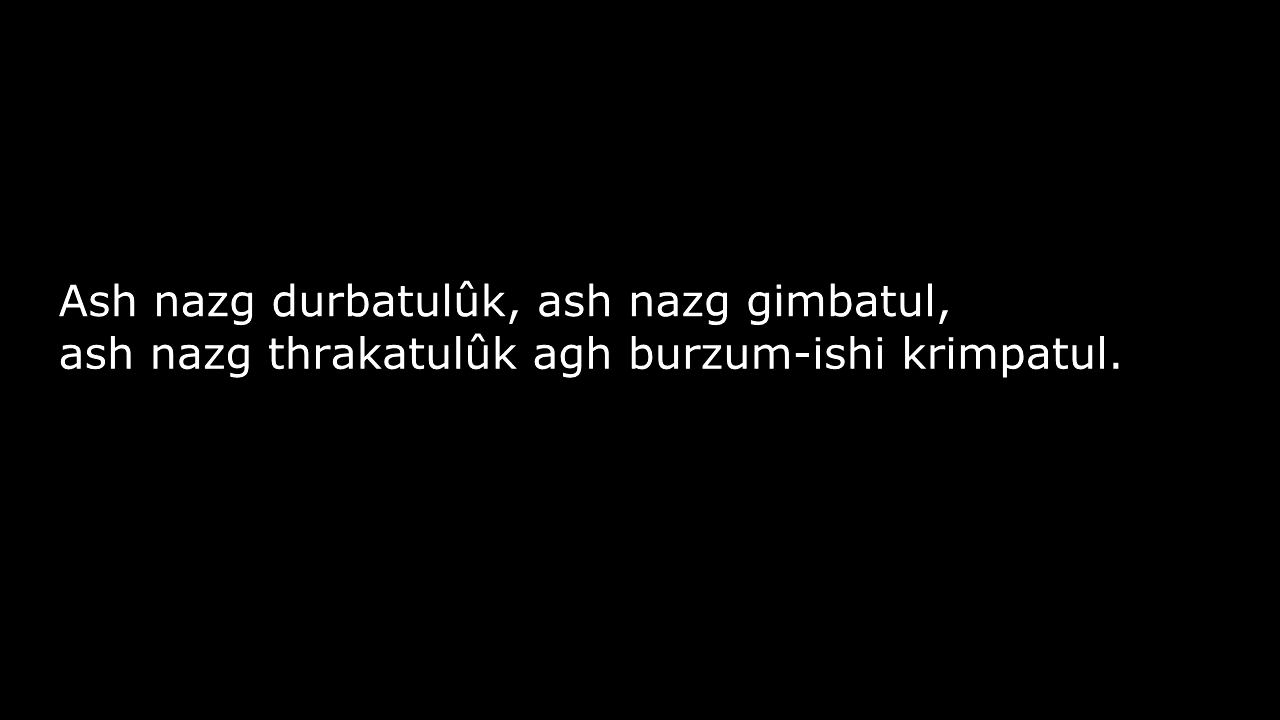 Ash nazg durbatulûk, ash nazg gimbatul,
ash nazg thrakatulûk agh burzum-ishi krimpatul.